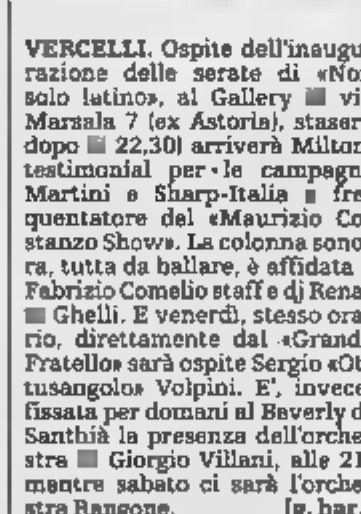 VERCELLI. Ospite dell'inaugu
razione delle serate di «No
solo latino», al Gallery vi
Marsala 7 (ex Astoria), staser
dopo 22,30) arriverà Milton
testimonial per le campagn
Martini e Sharp-Italia fre
quentatore del «Maurizio Co
stanzo Show». La colonna sono
ra, tutta da ballare, è affidata
Fabrizio Comelio staff e dj Rena
Ghelli. E venerdì, stesso ora
rio, direttamente dal «Grand
Fratello» sarà ospite Sergio «Ot
tusangolo» Volpini. E', invece
fissata per domani al Beverly d
Santhià la presenza dell'orche
stra Giorgio Villani, alle 21
mentre sabato ci sarà l'orche
stra Bangone. [g. bar.